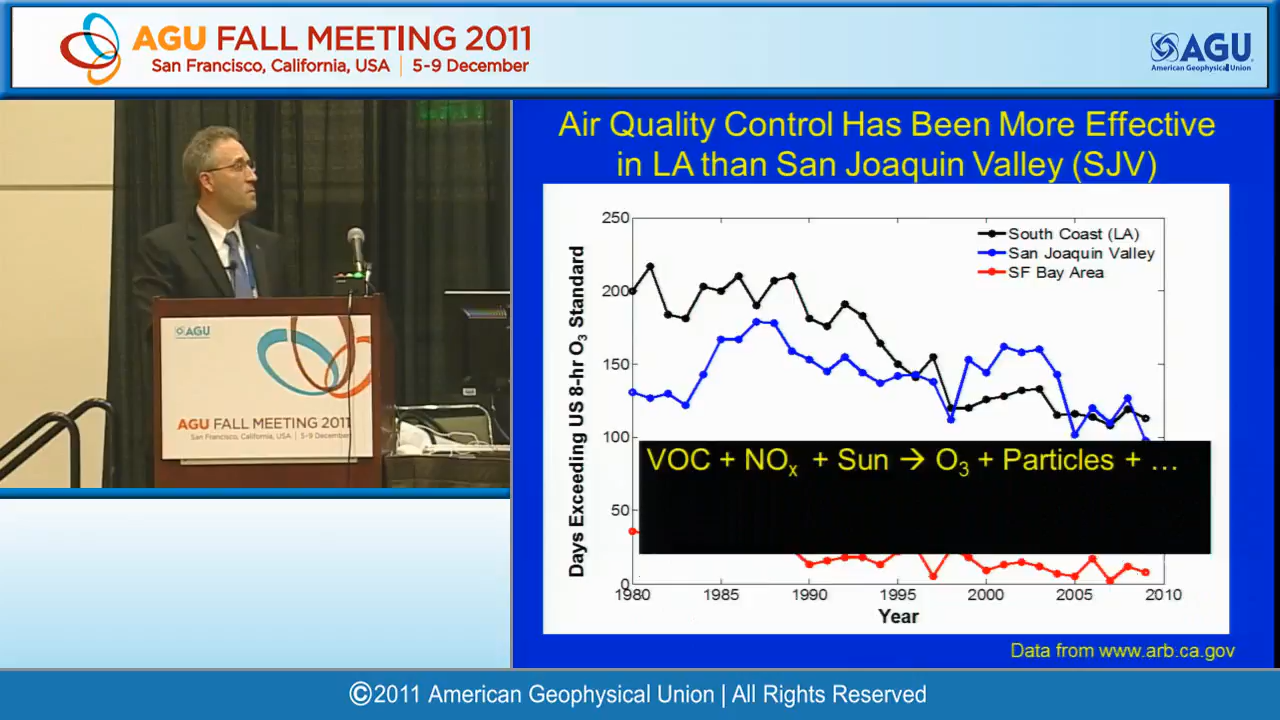 AGU FALL MEETING 2011
San Francisco, California, USA | 5-9 December
AGU
American Geophysical Union
AGU
AGU FALL MEETING 2011
San Francisco, California, USA | 5-9 December
Air Quality Control Has Been More Effective
in LA than San Joaquin Valley (SJV)
Days Exceeding US 8-hr O₃ Standard
250
200
150
100
50
0
South Coast (LA)
San Joaquin Valley
SF Bay Area
VOC + NOₓ + Sun → O₃ + Particles + ...
1980 1985 1990 1995 2000 2005 2010
Year
Data from www.arb.ca.gov
©2011 American Geophysical Union | All Rights Reserved